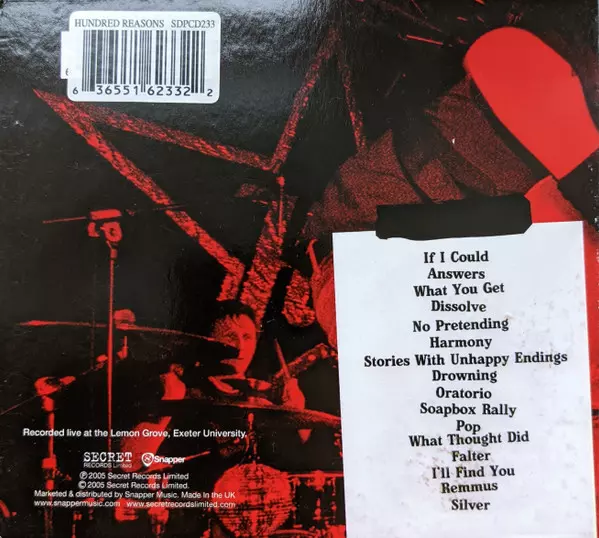 HUNDRED REASONS SDPCD233
6 36551 62332 2
If I Could
Answers
What You Get
Dissolve
No Pretending
Harmony
Stories With Unhappy Endings
Drowning
Oratorio
Soapbox Rally
Pop
What Thought Did
Falter
I'll Find You
Remmus
Silver
Recorded live at the Lemon Grove, Exeter University.
SECRET
RECORDS Limited
Snapper
℗ 2005 Secret Records Limited.
© 2005 Secret Records Limited.
Marketed & distributed by Snapper Music. Made in the UK
www.snappermusic.com www.secretrecordslimited.com